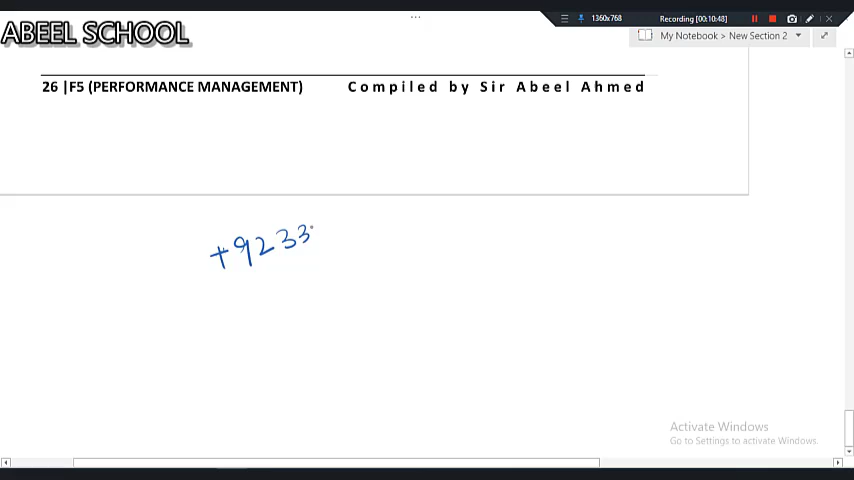 ABEEL SCHOOL
1360x768
Recording [00:10:48]
My Notebook > New Section 2
26 |F5 (PERFORMANCE MANAGEMENT) Compiled by Sir Abeel Ahmed
+9233
Activate Windows
Go to Settings to activate Windows.